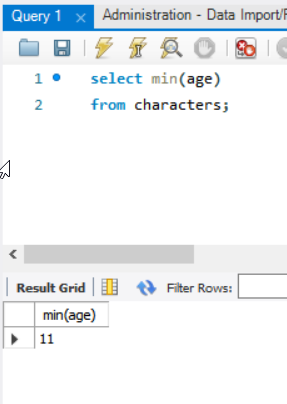 Query 1
Administration - Data Import/
1 select min(age)
2 from characters;
Result Grid Filter Rows:
min(age)
11